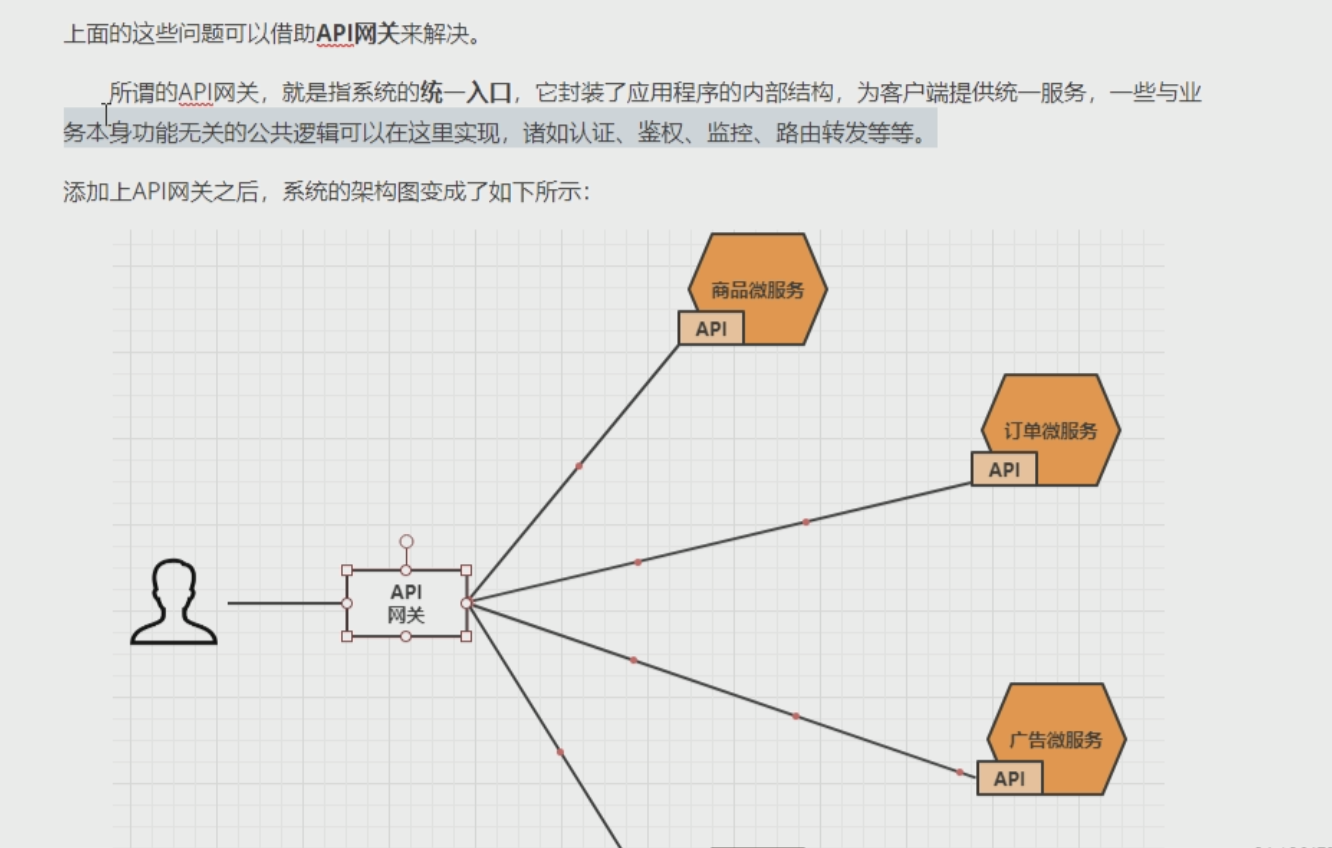 上面的这些问题可以借助API网关来解决。
所谓的API网关，就是指系统的统一入口，它封装了应用程序的内部结构，为客户端提供统一服务，一些与业
务本身功能无关的公共逻辑可以在这里实现，诸如认证、鉴权、监控、路由转发等等。
添加上API网关之后，系统的架构图变成了如下所示：
商品微服务
API
订单微服务
API
API
网关
广告微服务
API